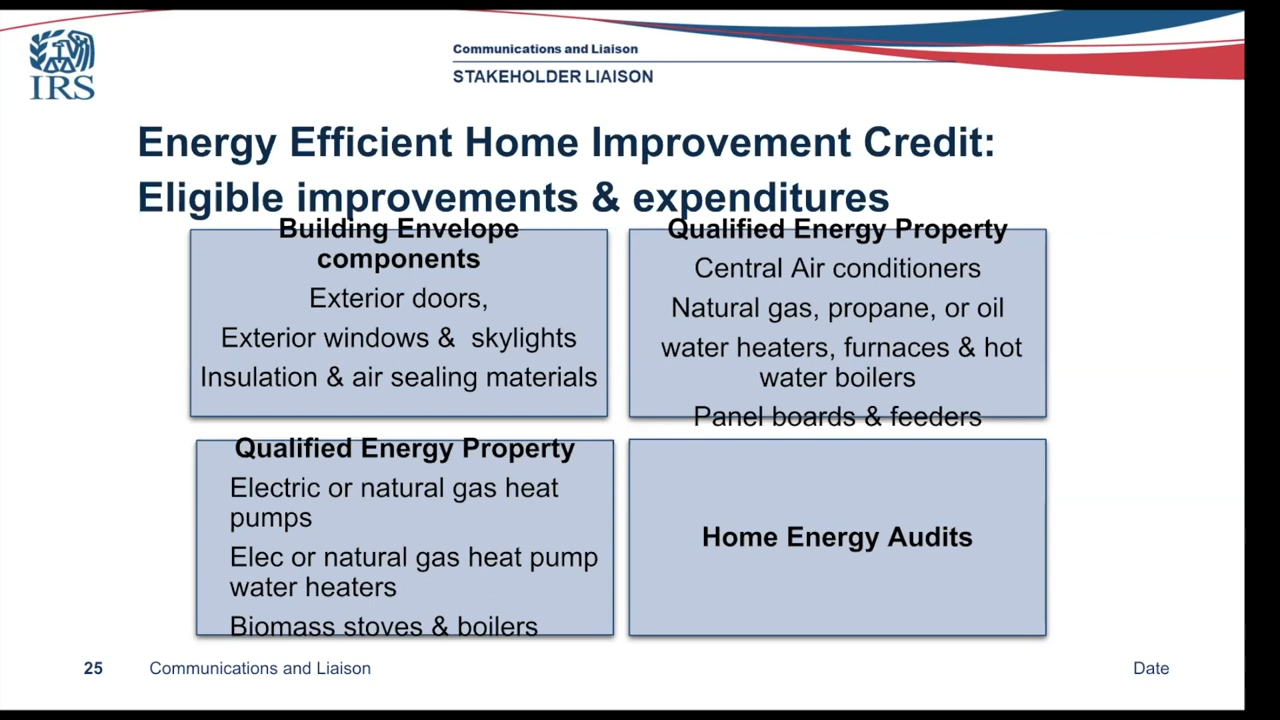 IRS
Communications and Liaison
STAKEHOLDER LIAISON
Energy Efficient Home Improvement Credit:
Eligible improvements & expenditures
Building Envelope
components
Exterior doors,
Exterior windows &  skylights
Insulation & air sealing materials
Qualified Energy Property
Central Air conditioners
Natural gas, propane, or oil
water heaters, furnaces & hot
water boilers
Panel boards & feeders
Qualified Energy Property
Electric or natural gas heat
pumps
Elec or natural gas heat pump
water heaters
Biomass stoves & boilers
Home Energy Audits
25
Communications and Liaison
Date